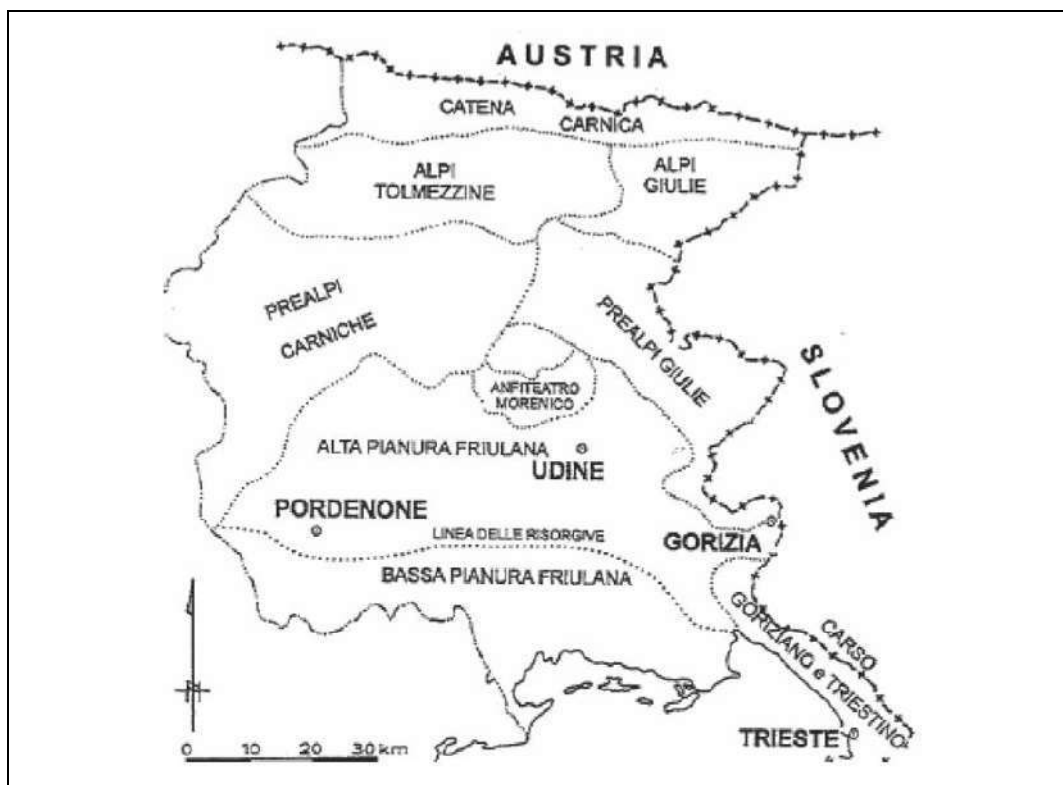 AUSTRIA
CATENA
CARNICA
ALPI
TOLMEZZINE
ALPI
GIULIE
PREALPI
CARNICHE
PREALPI GIULIE
SLOVENIA
ANFITEATRO
MORENICO
ALTA PIANURA FRIULANA
UDINE
PORDENONE
LINEA DELLE RISORGIVE
GORIZIA
BASSA PIANURA FRIULANA
CARSO
GORIZIANO e TRIESTINO
TRIESTE
0 10 20 30 km